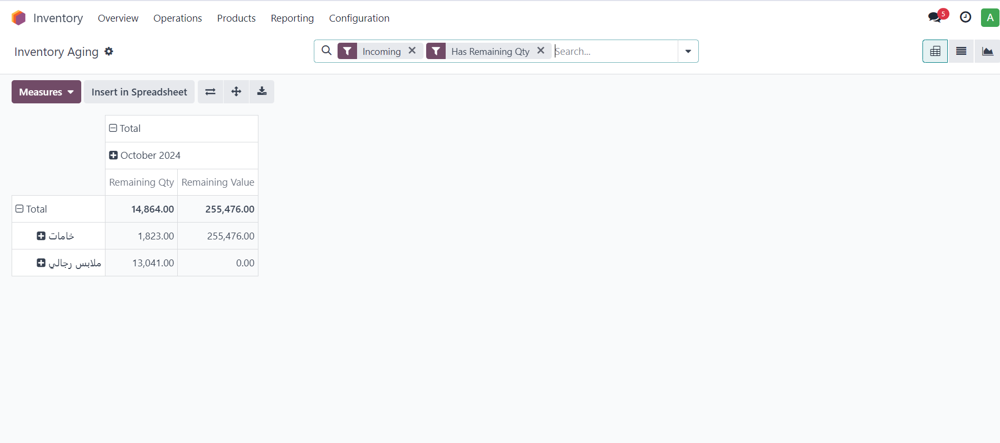 Inventory Overview Operations Products Reporting Configuration 5 A
Inventory Aging Incoming Has Remaining Qty Search...
Measures Insert in Spreadsheet
Total
October 2024
Remaining Qty Remaining Value
Total 14,864.00 255,476.00
خامات 1,823.00 255,476.00
ملابس رجالي 13,041.00 0.00